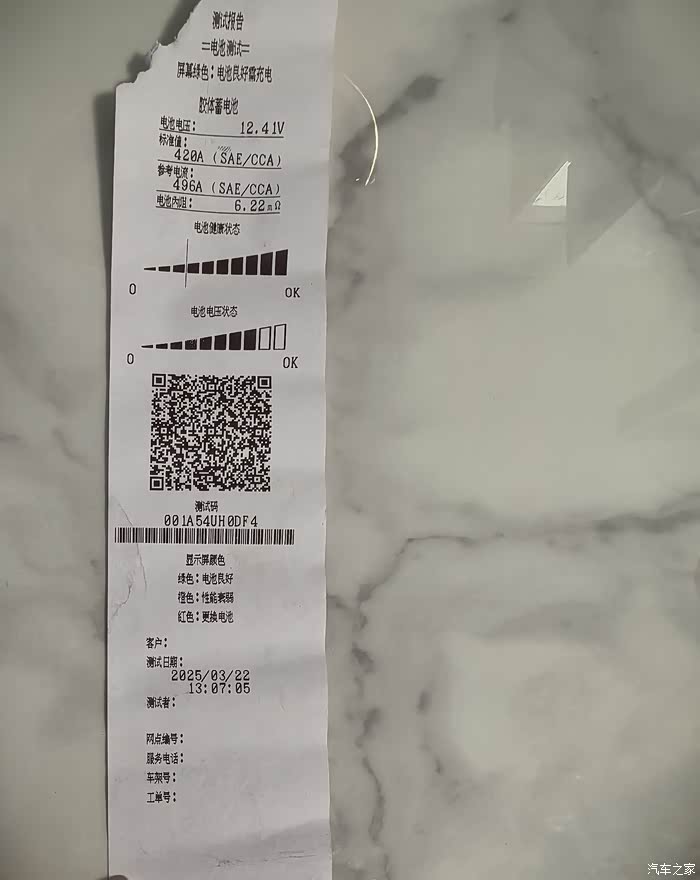 测试报告
=电池测试=
屏幕绿色：电池良好需充电
胶体蓄电池
电池电压： 12.41V
标准值：
420A (SAE/CCA)
参考电流：
496A (SAE/CCA)
电池内阻： 6.22mΩ
电池健康状态
0 OK
电池电压状态
0 OK
测试码
001A54UH0DF4
显示屏颜色
绿色：电池良好
橙色：性能衰弱
红色：更换电池
客户：
测试日期：
2025/03/22
13:07:05
测试者：
网点编号：
服务电话：
车架号：
工单号：
汽车之家